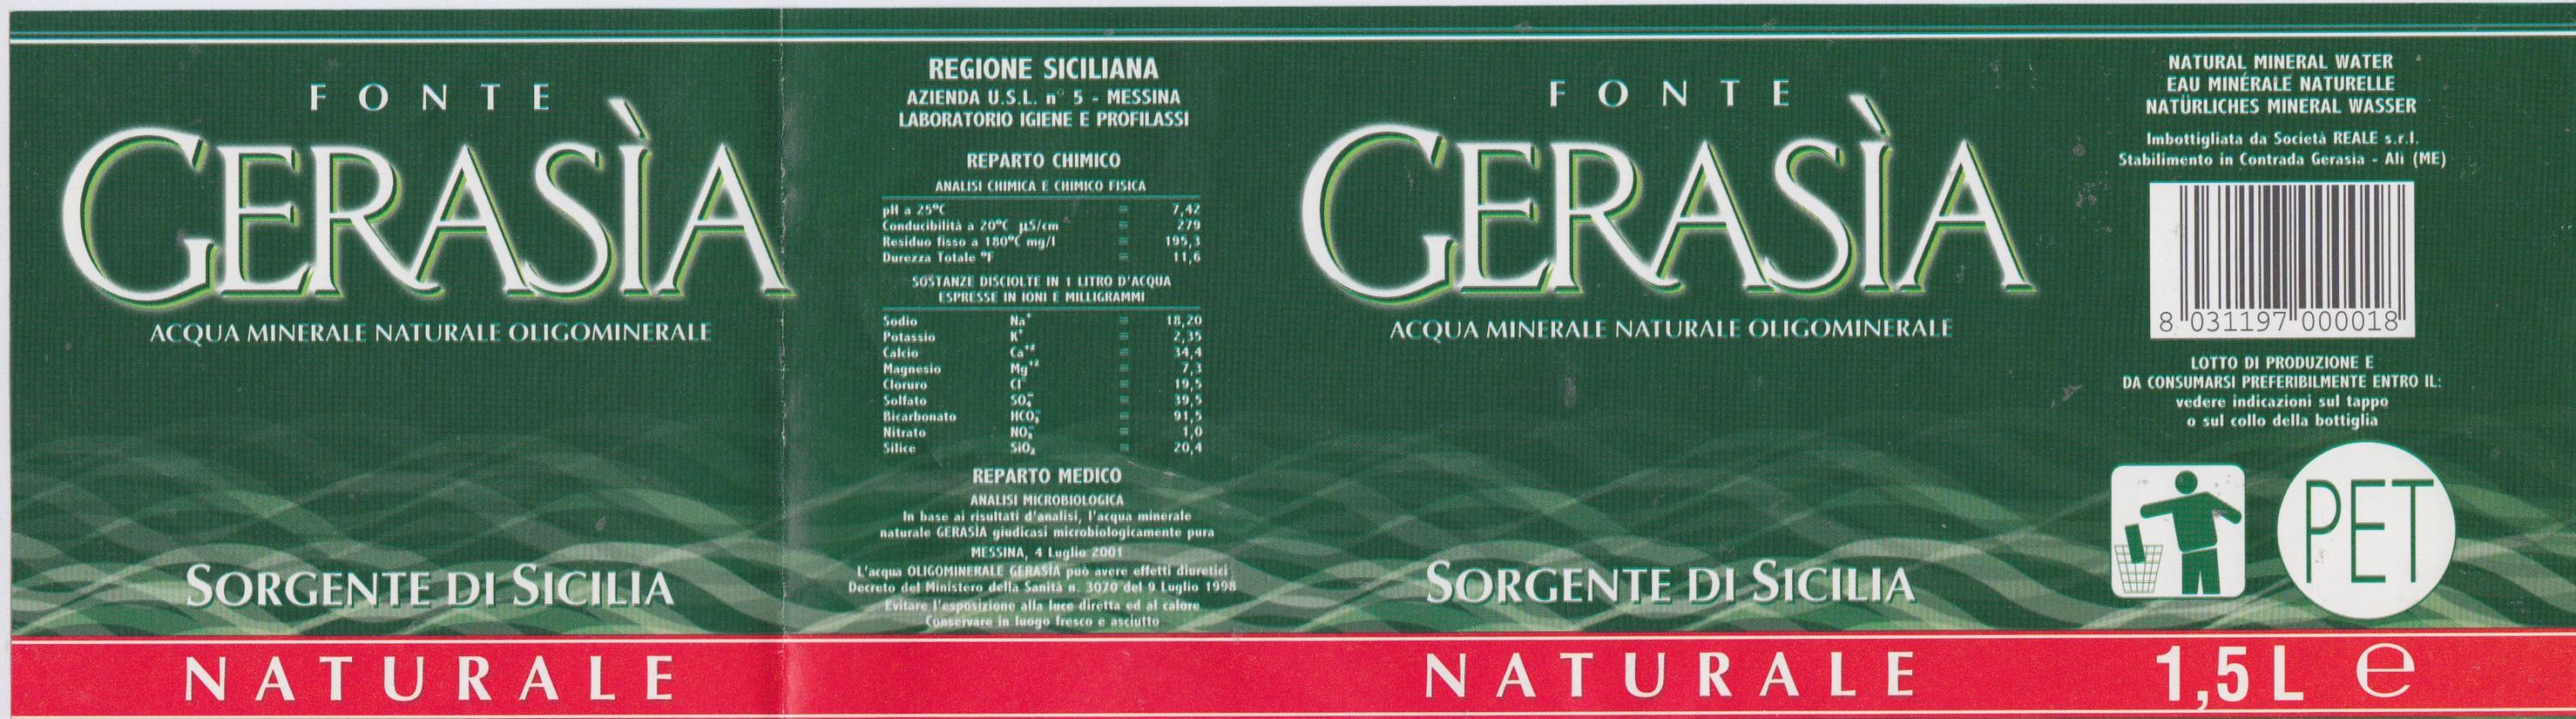 FONTE
GERASÌA
ACQUA MINERALE NATURALE OLIGOMINERALE
SORGENTE DI SICILIA
NATURALE
REGIONE SICILIANA
AZIENDA U.S.L. n° 5 - MESSINA
LABORATORIO IGIENE E PROFILASSI
REPARTO CHIMICO
ANALISI CHIMICA E CHIMICO FISICA
pH a 25°C = 7,42
Conducibilità a 20°C µS/cm = 279
Residuo fisso a 180°C mg/l = 195,3
Durezza Totale °F = 11,6
SOSTANZE DISCIOLTE IN 1 LITRO D'ACQUA
ESPRESSE IN IONI E MILLIGRAMMI
Sodio Na⁺ = 18,20
Potassio K⁺ = 2,35
Calcio Ca⁺² = 34,4
Magnesio Mg⁺² = 7,3
Cloruro Cl⁻ = 19,5
Solfato SO₄⁻ = 39,5
Bicarbonato HCO₃⁻ = 91,5
Nitrato NO₃⁻ = 1,0
Silice SiO₂ = 20,4
REPARTO MEDICO
ANALISI MICROBIOLOGICA
In base ai risultati d'analisi, l'acqua minerale
naturale GERASÌA giudicasi microbiologicamente pura
MESSINA, 4 Luglio 2001
L'acqua OLIGOMINERALE GERASÌA può avere effetti diuretici
Decreto del Ministero della Sanità n. 3070 del 9 Luglio 1998
Evitare l'esposizione alla luce diretta ed al calore
Conservare in luogo fresco e asciutto
FONTE
GERASÌA
ACQUA MINERALE NATURALE OLIGOMINERALE
SORGENTE DI SICILIA
NATURALE
NATURAL MINERAL WATER
EAU MINÉRALE NATURELLE
NATÜRLICHES MINERAL WASSER
Imbottigliata da Società REALE s.r.l.
Stabilimento in Contrada Gerasia - Alì (ME)
8 031197 000018
LOTTO DI PRODUZIONE E
DA CONSUMARSI PREFERIBILMENTE ENTRO IL:
vedere indicazioni sul tappo
o sul collo della bottiglia
PET
1,5 L e